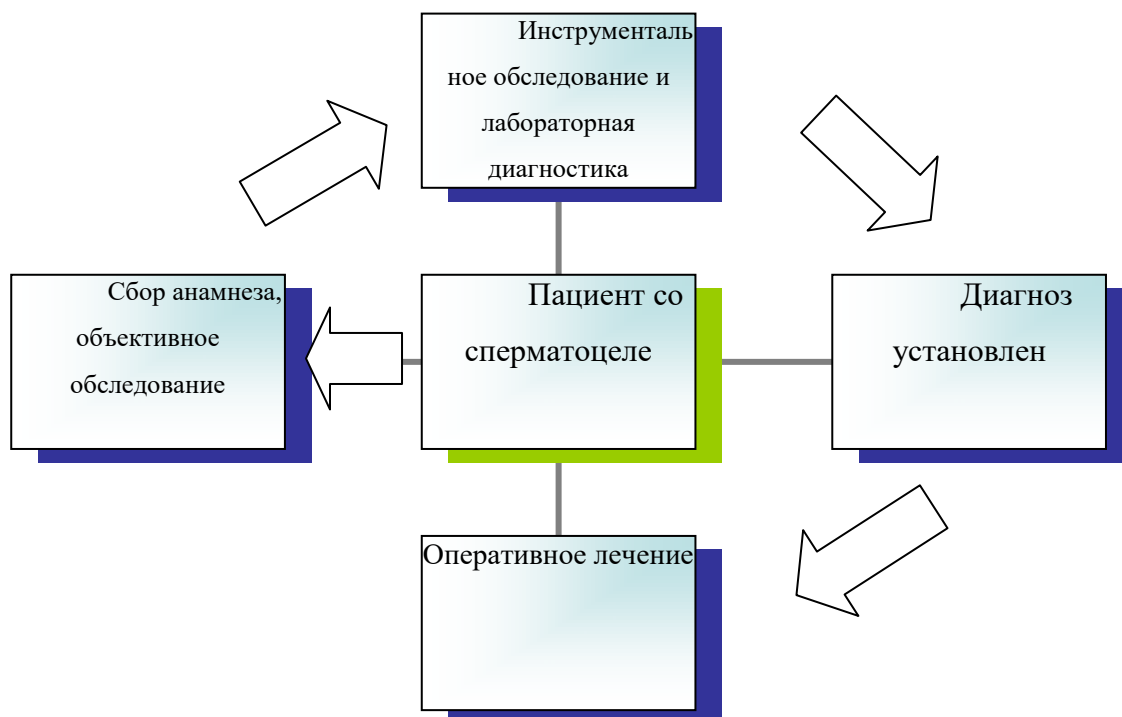 Инструменталь
ное обследование и
лабораторная
диагностика
Сбор анамнеза,
объективное
обследование
Пациент со
сперматоцеле
Диагноз
установлен
Оперативное лечение